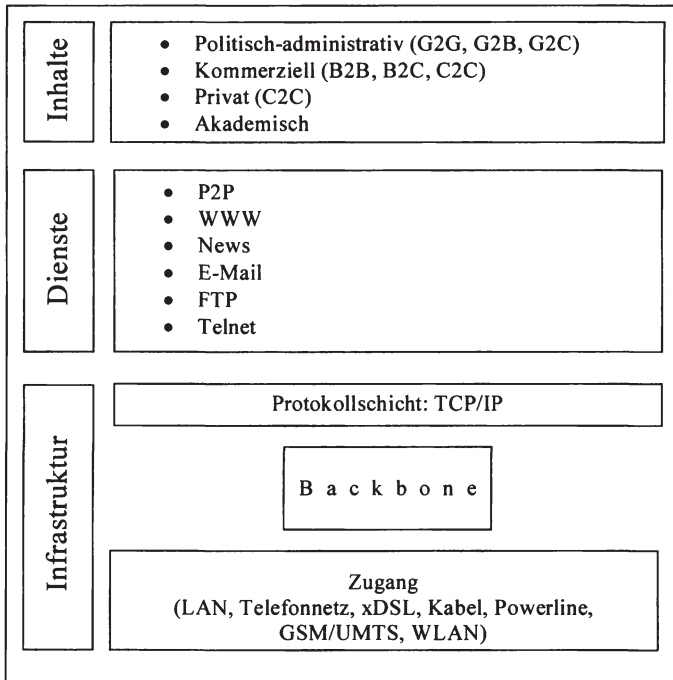 Inhalte
• Politisch-administrativ (G2G, G2B, G2C)
• Kommerziell (B2B, B2C, C2C)
• Privat (C2C)
• Akademisch
Dienste
• P2P
• WWW
• News
• E-Mail
• FTP
• Telnet
Infrastruktur
Protokollschicht: TCP/IP
B a c k b o n e
Zugang
(LAN, Telefonnetz, xDSL, Kabel, Powerline,
GSM/UMTS, WLAN)